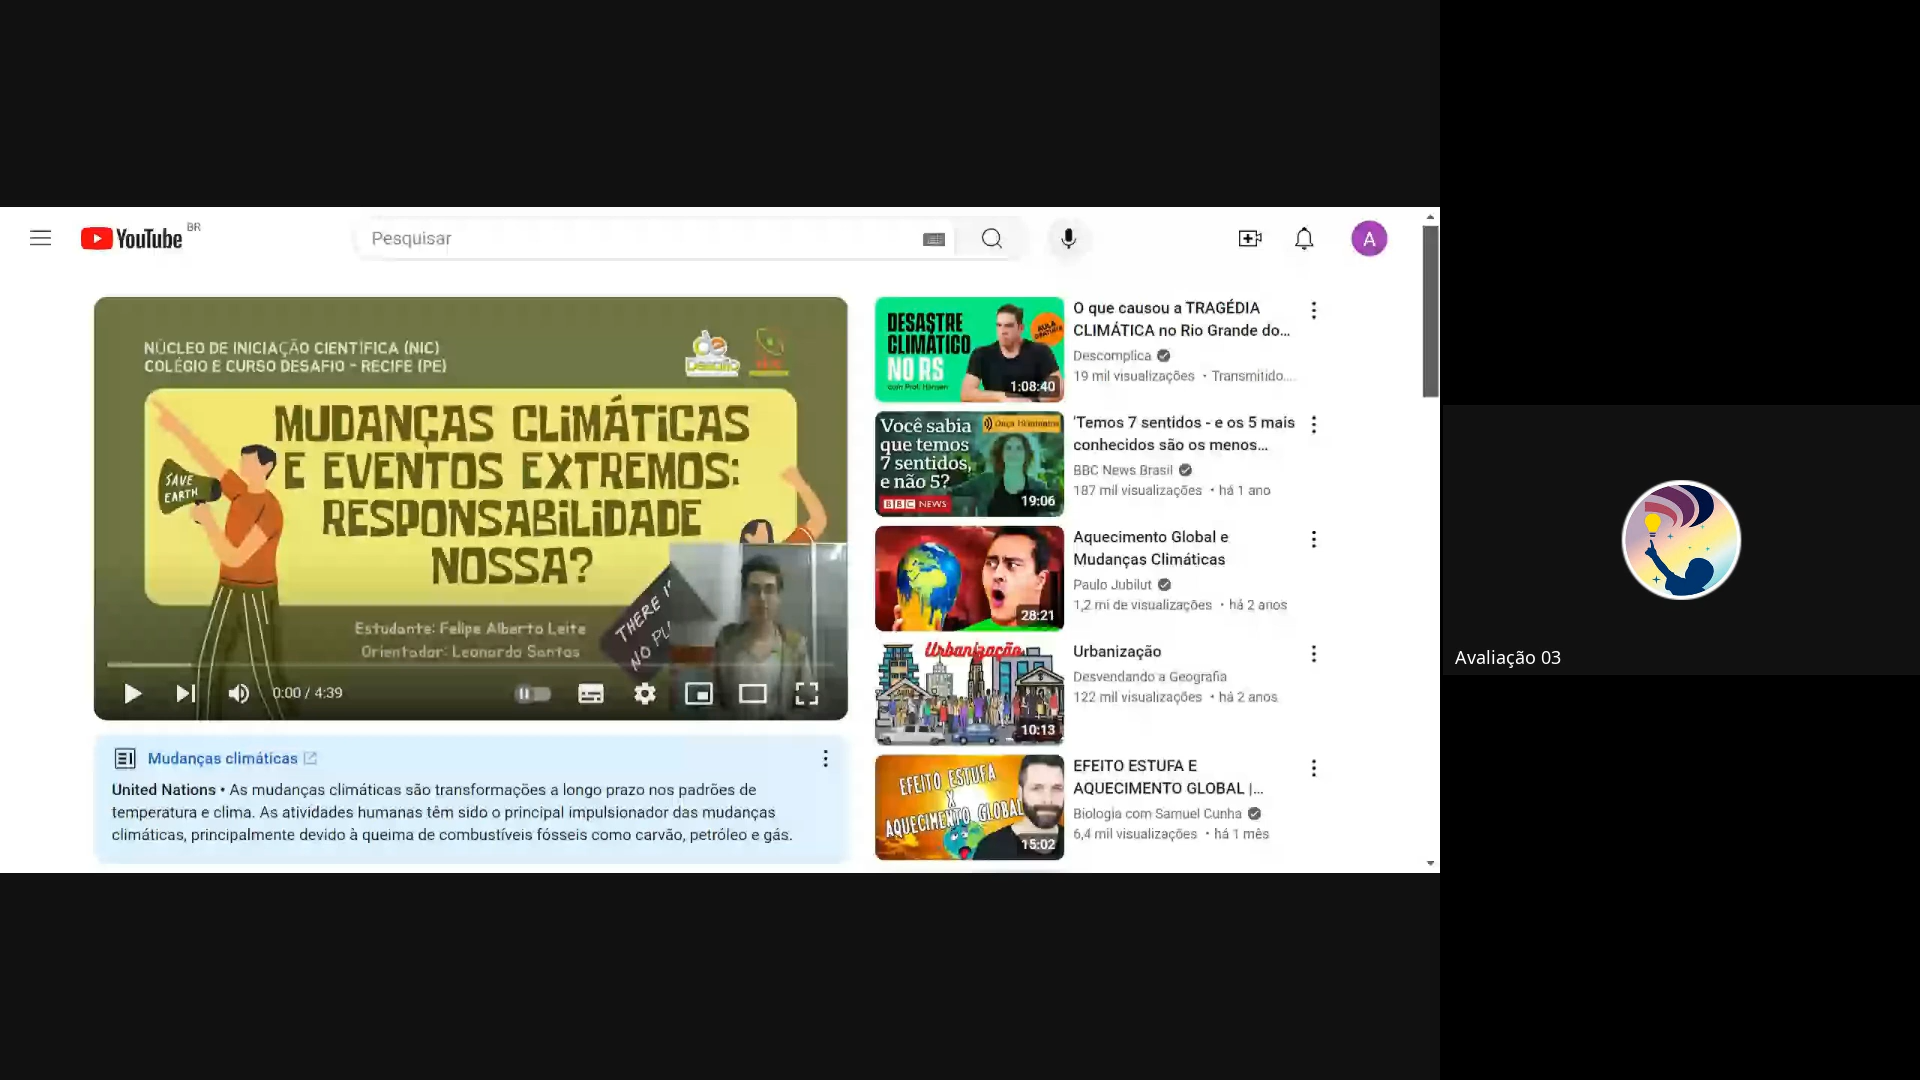 YouTube BR
Pesquisar
A
NÚCLEO DE INICIAÇÃO CIENTÍFICA (NIC)
COLÉGIO E CURSO DESAFIO - RECIFE (PE)
MUDANÇAS CLIMÁTICAS
E EVENTOS EXTREMOS:
RESPONSABILIDADE
NOSSA?
SAVE
EARTH
THERE
NO
Estudante: Felipe Alberto Leite
Orientador: Leonardo Santos
0:00 / 4:39
Mudanças climáticas
United Nations • As mudanças climáticas são transformações a longo prazo nos padrões de
temperatura e clima. As atividades humanas têm sido o principal impulsionador das mudanças
climáticas, principalmente devido à queima de combustíveis fósseis como carvão, petróleo e gás.
DESASTRE
CLIMÁTICO
NO RS
com Prof. Hansen
AULA
GRATUITA
1:08:40
O que causou a TRAGÉDIA
CLIMÁTICA no Rio Grande do...
Descomplica
19 mil visualizações • Transmitido....
Você sabia
que temos
7 sentidos,
e não 5?
BBC NEWS
19:06
'Temos 7 sentidos - e os 5 mais
conhecidos são os menos...
BBC News Brasil
187 mil visualizações • há 1 ano
28:21
Aquecimento Global e
Mudanças Climáticas
Paulo Jubilut
1,2 mi de visualizações • há 2 anos
Urbanização
10:13
Urbanização
Desvendando a Geografia
122 mil visualizações • há 2 anos
EFEITO ESTUFA
X
AQUECIMENTO GLOBAL
15:02
EFEITO ESTUFA E
AQUECIMENTO GLOBAL |...
Biologia com Samuel Cunha
6,4 mil visualizações • há 1 mês
Avaliação 03